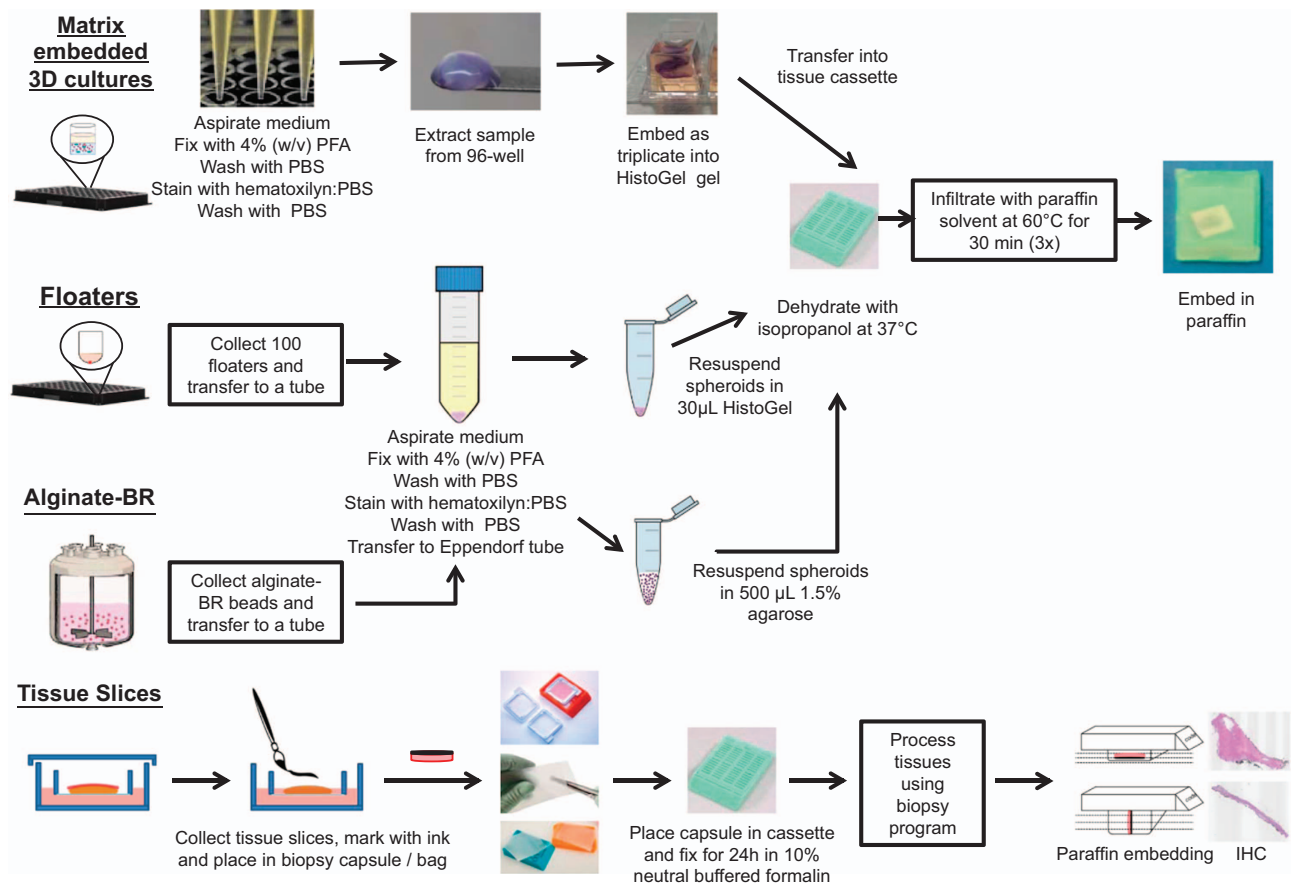 Matrix
embedded
3D cultures
Aspirate medium
Fix with 4% (w/v) PFA
Wash with PBS
Stain with hematoxilyn:PBS
Wash with PBS
Extract sample
from 96-well
Embed as
triplicate into
HistoGel gel
Transfer into
tissue cassette
Infiltrate with paraffin
solvent at 60°C for
30 min (3x)
Embed in
paraffin
Dehydrate with
isopropanol at 37°C
Floaters
Collect 100
floaters and
transfer to a tube
Aspirate medium
Fix with 4% (w/v) PFA
Wash with PBS
Stain with hematoxilyn:PBS
Wash with PBS
Transfer to Eppendorf tube
Resuspend
spheroids in
30µL HistoGel
Alginate-BR
Collect alginate-
BR beads and
transfer to a tube
Resuspend spheroids
in 500 µL 1.5%
agarose
Tissue Slices
Collect tissue slices, mark with ink
and place in biopsy capsule / bag
Place capsule in cassette
and fix for 24h in 10%
neutral buffered formalin
Process
tissues
using
biopsy
program
code
code
Paraffin embedding
IHC